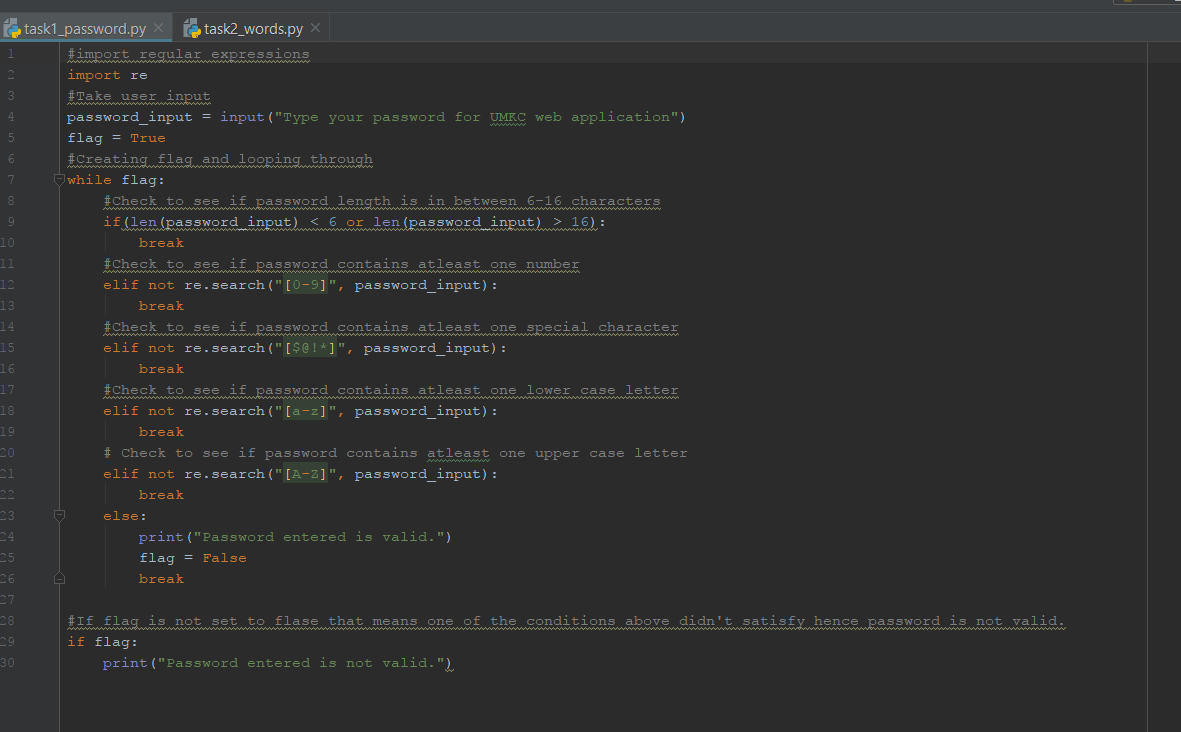 task1_password.py task2_words.py
1 #import regular expressions
2 import re
3 #Take user input
4 password_input = input("Type your password for UMKC web application")
5 flag = True
6 #Creating flag and looping through
7 while flag:
8 #Check to see if password length is in between 6-16 characters
9 if(len(password_input) < 6 or len(password_input) > 16):
10 break
11 #Check to see if password contains atleast one number
12 elif not re.search("[0-9]", password_input):
13 break
14 #Check to see if password contains atleast one special character
15 elif not re.search("[$@!*]", password_input):
16 break
17 #Check to see if password contains atleast one lower case letter
18 elif not re.search("[a-z]", password_input):
19 break
20 # Check to see if password contains atleast one upper case letter
21 elif not re.search("[A-Z]", password_input):
22 break
23 else:
24 print("Password entered is valid.")
25 flag = False
26 break
27
28 #If flag is not set to flase that means one of the conditions above didn't satisfy hence password is not valid.
29 if flag:
30 print("Password entered is not valid.")